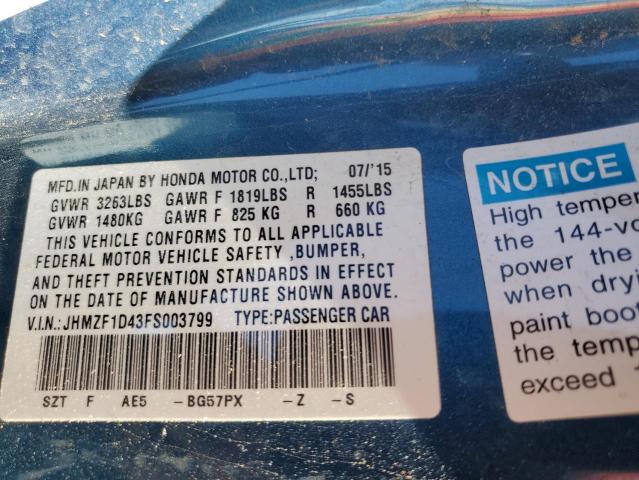 MFD.IN JAPAN BY HONDA MOTOR CO.,LTD; 07/'15
GVWR 3263LBS GAWR F 1819LBS R 1455LBS
GVWR 1480KG GAWR F 825 KG R 660 KG
THIS VEHICLE CONFORMS TO ALL APPLICABLE
FEDERAL MOTOR VEHICLE SAFETY ,BUMPER,
AND THEFT PREVENTION STANDARDS IN EFFECT
ON THE DATE OF MANUFACTURE SHOWN ABOVE.
V.I.N.: JHMZF1D43FS003799 TYPE:PASSENGER CAR
SZT F AE5 –BG57PX –Z –S
NOTICE
High temper
the 144-vo
power the
when dryi
paint boot
the temp
exceed